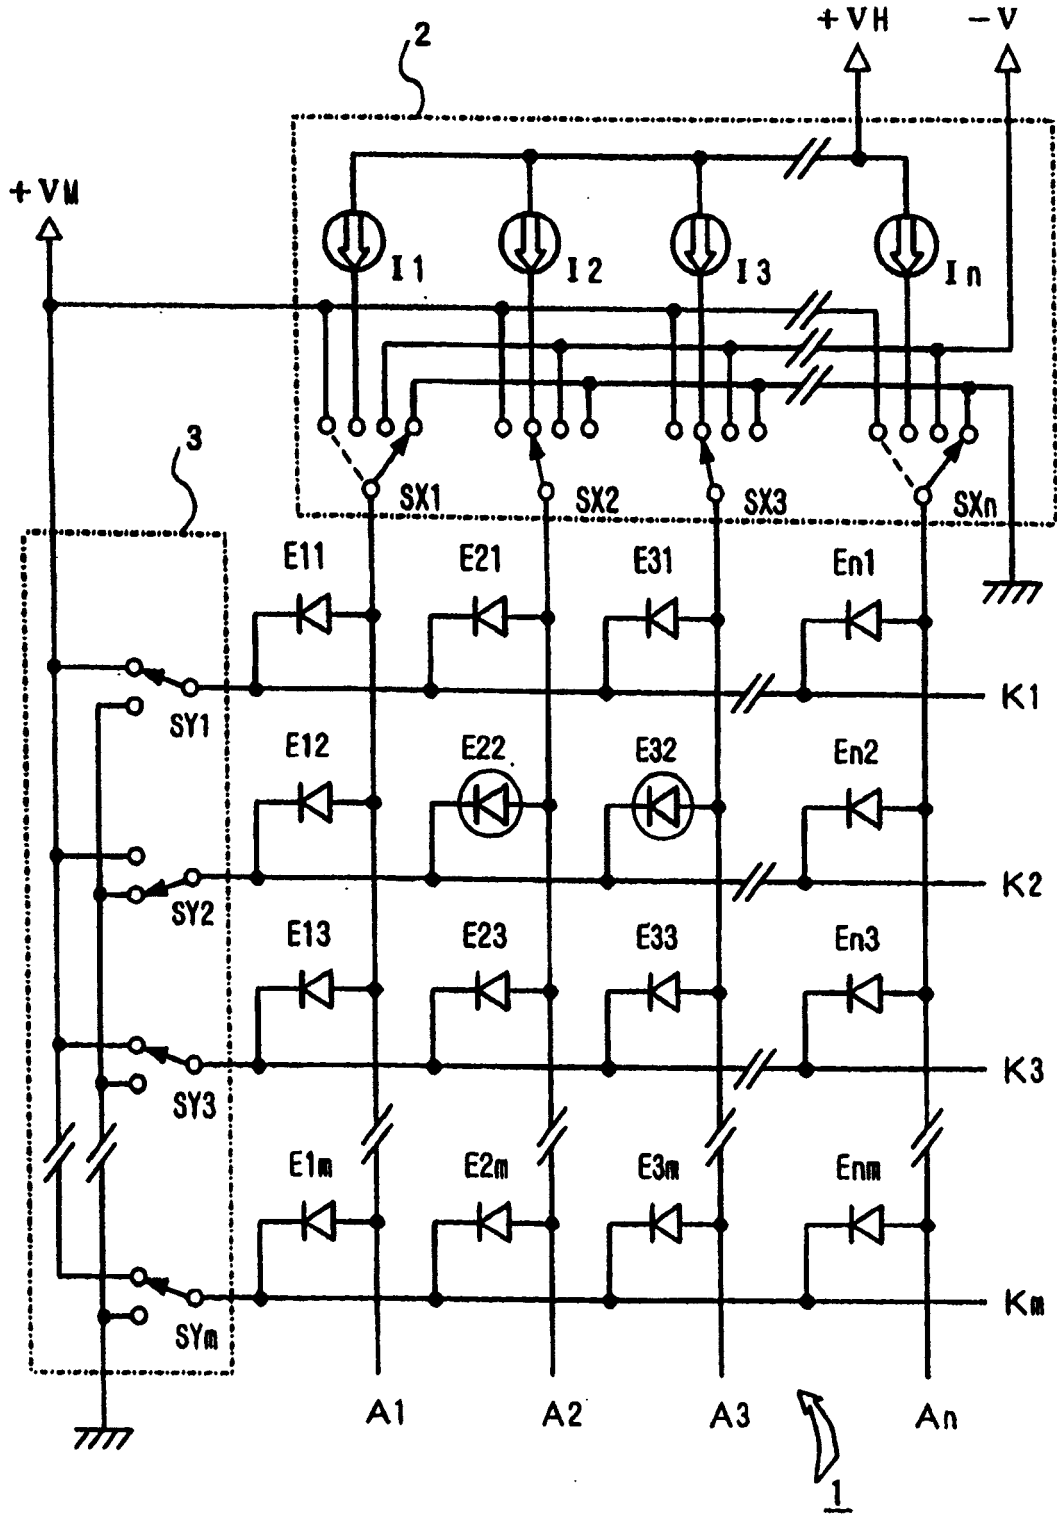 2
+VH -V
+VM
I1 I2 I3 In
3
SX1 SX2 SX3 SXn
E11 E21 E31 En1
SY1
K1
E12 E22 E32 En2
SY2
K2
E13 E23 E33 En3
SY3
K3
E1m E2m E3m Enm
SYm
Km
A1 A2 A3 An
1